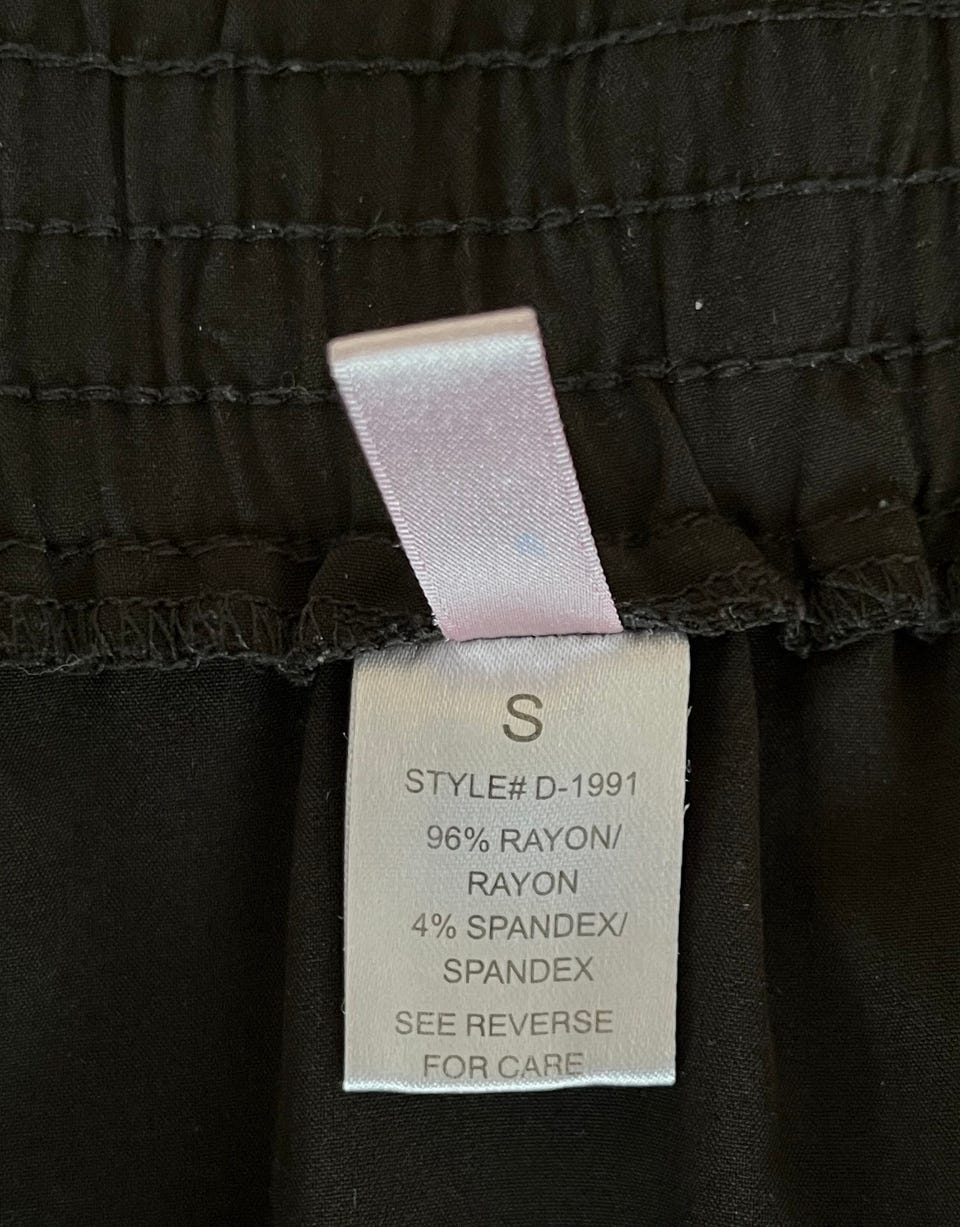 S
STYLE# D-1991
96% RAYON/
RAYON
4% SPANDEX/
SPANDEX
SEE REVERSE
FOR CARE